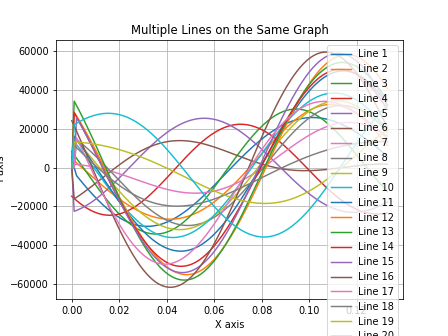 Multiple Lines on the Same Graph
60000
40000
20000
0
−20000
−40000
−60000
0.00 0.02 0.04 0.06 0.08 0.10
X axis
Line 1
Line 2
Line 3
Line 4
Line 5
Line 6
Line 7
Line 8
Line 9
Line 10
Line 11
Line 12
Line 13
Line 14
Line 15
Line 16
Line 17
Line 18
Line 19
Line 20